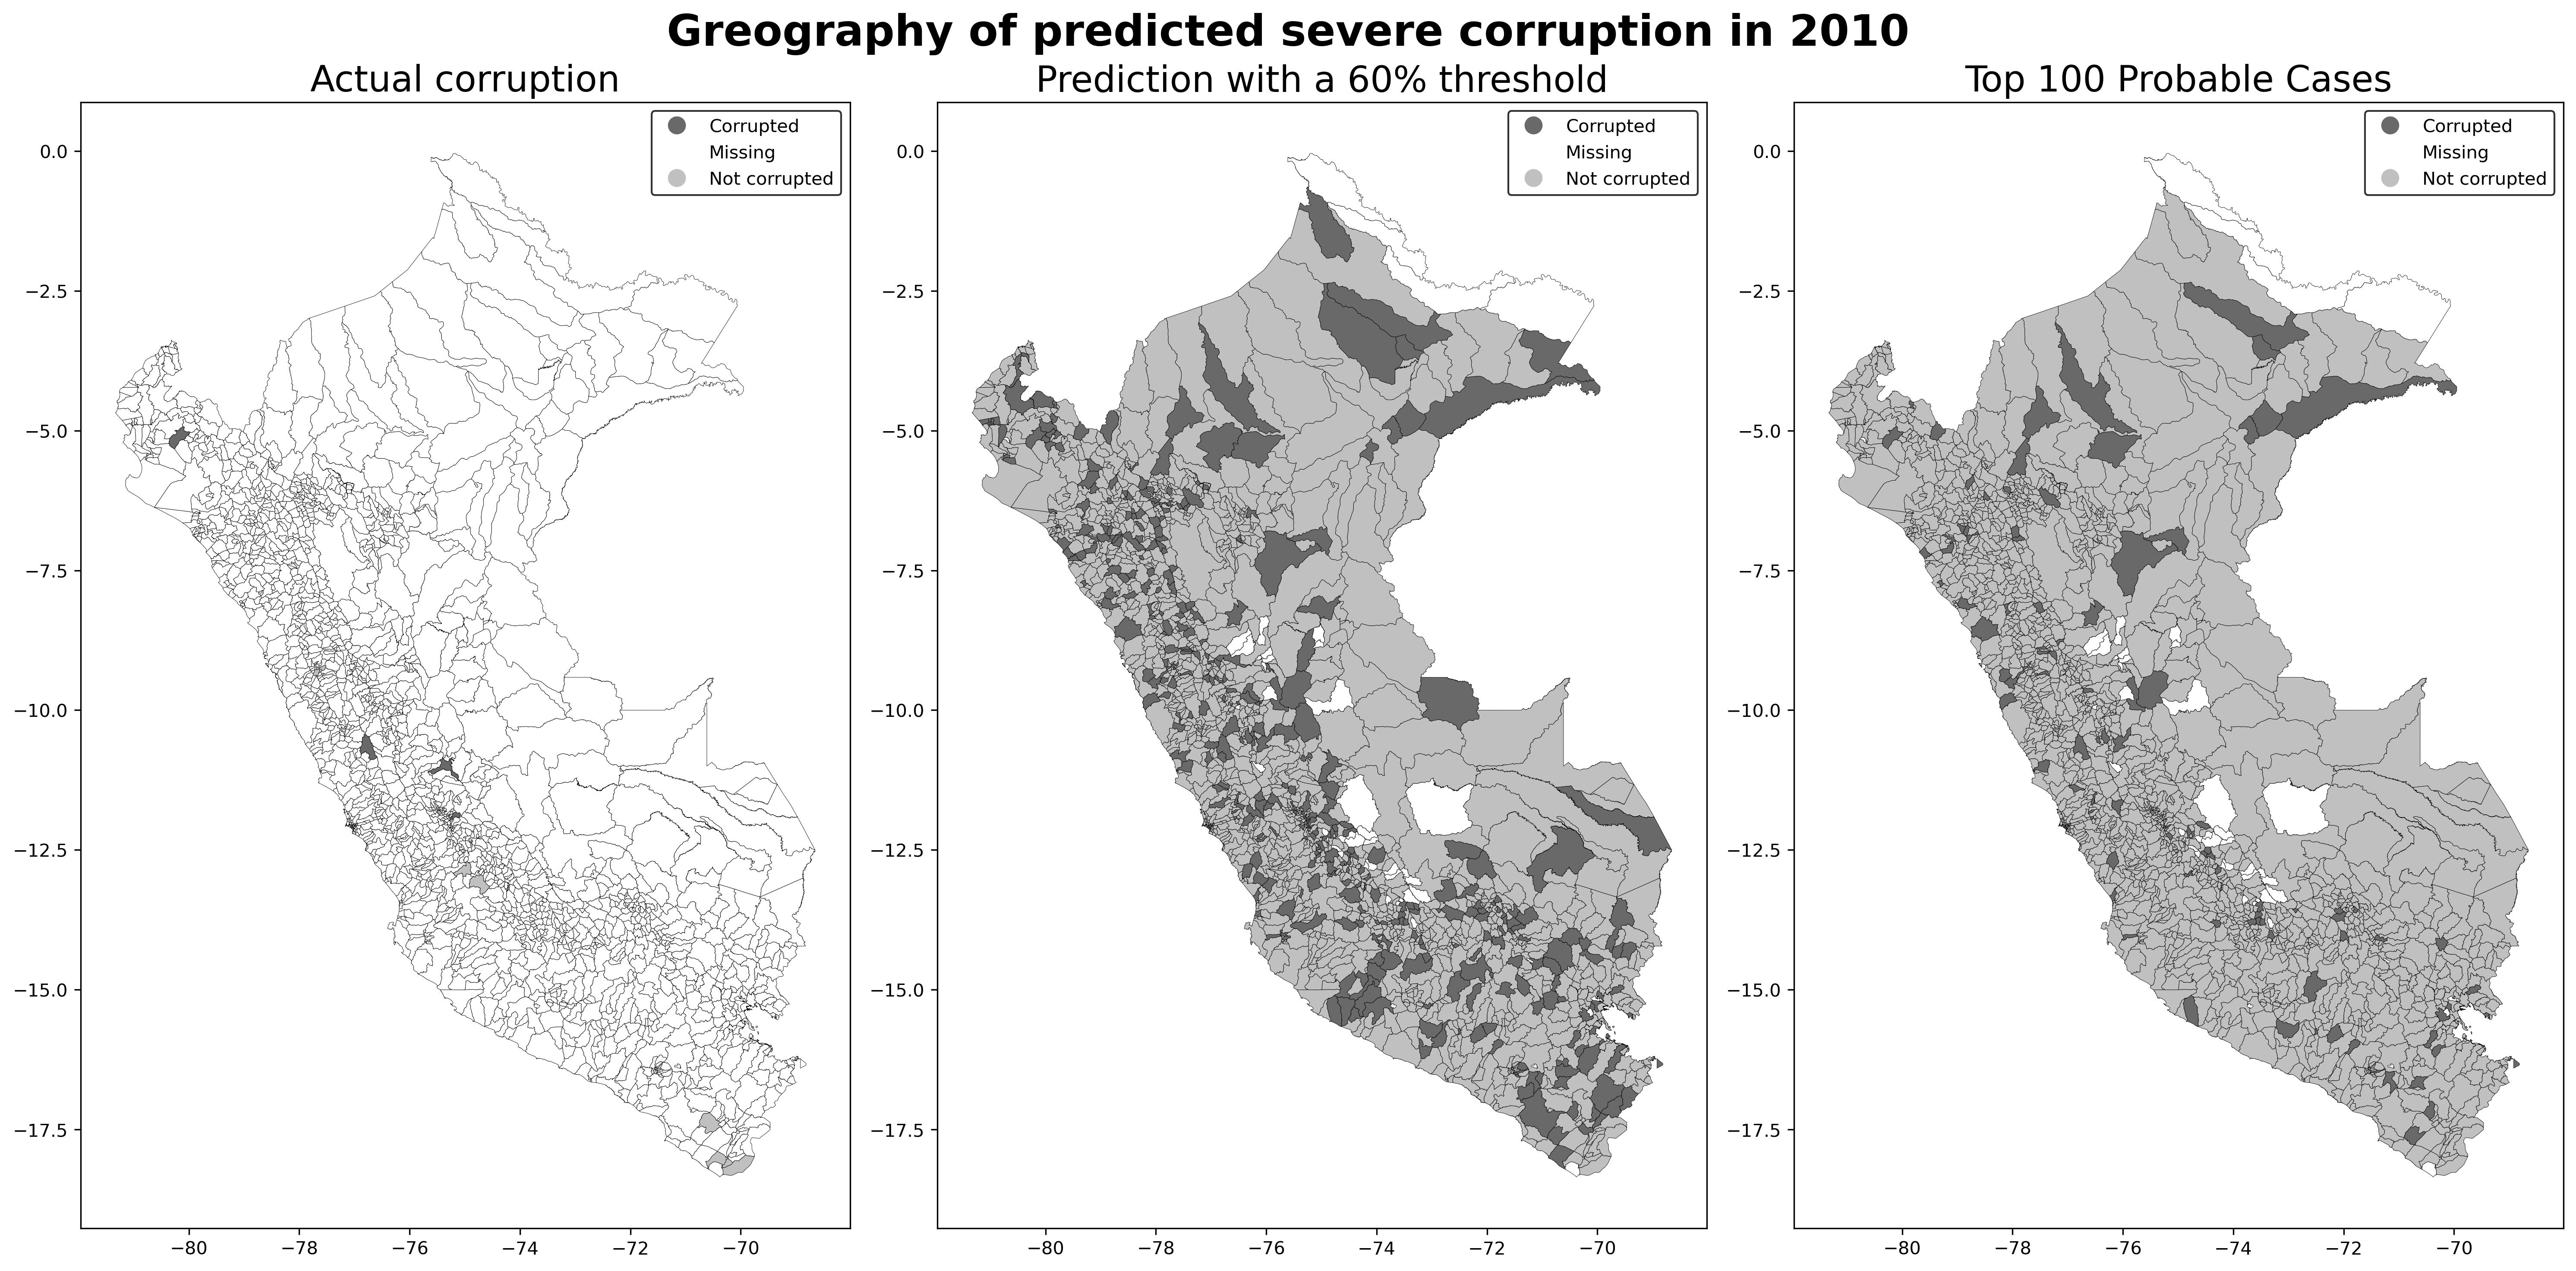 Greography of predicted severe corruption in 2010
Actual corruption
Prediction with a 60% threshold
Top 100 Probable Cases
Corrupted
Missing
Not corrupted
Corrupted
Missing
Not corrupted
Corrupted
Missing
Not corrupted
0.0
−2.5
−5.0
−7.5
−10.0
−12.5
−15.0
−17.5
−80 −78 −76 −74 −72 −70
0.0
−2.5
−5.0
−7.5
−10.0
−12.5
−15.0
−17.5
−80 −78 −76 −74 −72 −70
0.0
−2.5
−5.0
−7.5
−10.0
−12.5
−15.0
−17.5
−80 −78 −76 −74 −72 −70